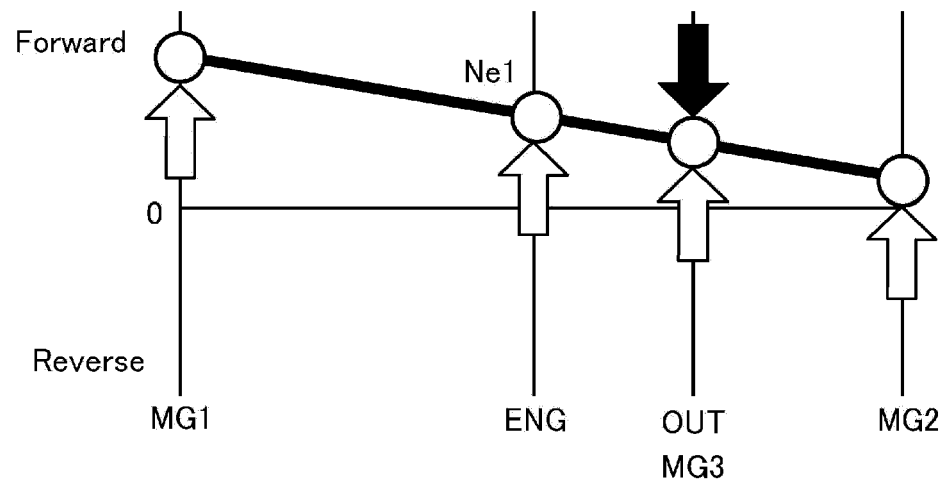 Forward
Ne1
0
Reverse
MG1
ENG
OUT
MG3
MG2